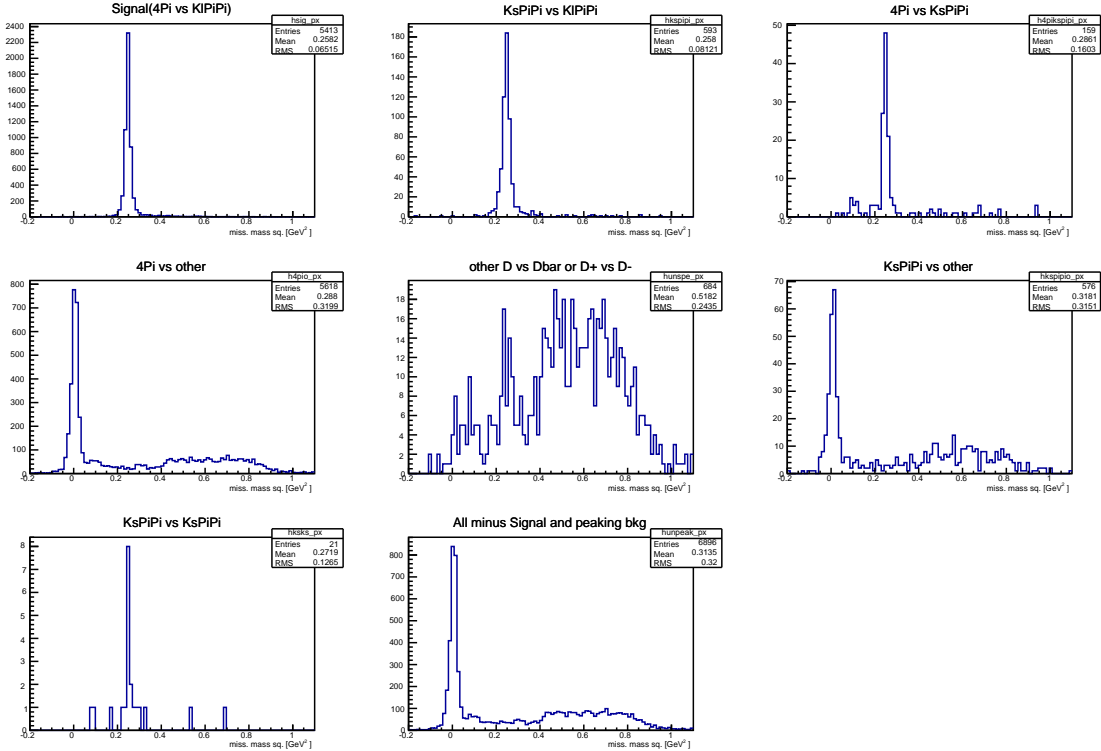 Signal(4Pi vs KlPiPi)
hsig_px
Entries 5413
Mean 0.2582
RMS 0.06515
2400
2200
2000
1800
1600
1400
1200
1000
800
600
400
200
0
-0.2 0 0.2 0.4 0.6 0.8 1
miss. mass sq. [GeV2 ]
KsPiPi vs KlPiPi
hkspipi_px
Entries 593
Mean 0.258
RMS 0.08121
180
160
140
120
100
80
60
40
20
0
-0.2 0 0.2 0.4 0.6 0.8 1
miss. mass sq. [GeV2 ]
4Pi vs KsPiPi
h4pikspipi_px
Entries 159
Mean 0.2861
RMS 0.1603
50
40
30
20
10
0
-0.2 0 0.2 0.4 0.6 0.8 1
miss. mass sq. [GeV2 ]
4Pi vs other
h4pio_px
Entries 5618
Mean 0.288
RMS 0.3199
800
700
600
500
400
300
200
100
0
-0.2 0 0.2 0.4 0.6 0.8 1
miss. mass sq. [GeV2 ]
other D vs Dbar or D+ vs D-
hunspe_px
Entries 684
Mean 0.5182
RMS 0.2435
18
16
14
12
10
8
6
4
2
0
-0.2 0 0.2 0.4 0.6 0.8 1
miss. mass sq. [GeV2 ]
KsPiPi vs other
hkspipio_px
Entries 576
Mean 0.3181
RMS 0.3151
70
60
50
40
30
20
10
0
-0.2 0 0.2 0.4 0.6 0.8 1
miss. mass sq. [GeV2 ]
KsPiPi vs KsPiPi
hksks_px
Entries 21
Mean 0.2719
RMS 0.1265
8
7
6
5
4
3
2
1
0
-0.2 0 0.2 0.4 0.6 0.8 1
miss. mass sq. [GeV2 ]
All minus Signal and peaking bkg
hunpeak_px
Entries 6896
Mean 0.3135
RMS 0.32
800
700
600
500
400
300
200
100
0
-0.2 0 0.2 0.4 0.6 0.8 1
miss. mass sq. [GeV2 ]